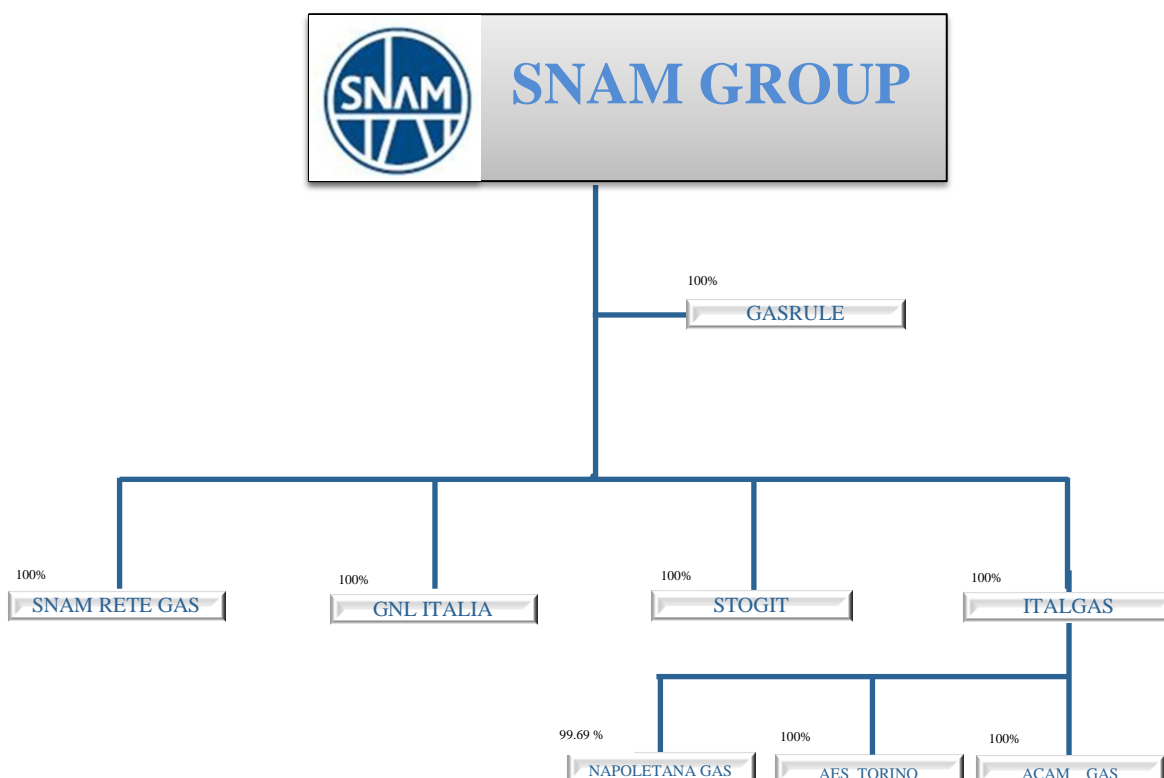 SNAM
SNAM GROUP
100%
GASRULE
100%
SNAM RETE GAS
100%
GNL ITALIA
100%
STOGIT
100%
ITALGAS
99.69 %
NAPOLETANA GAS
100%
AES TORINO
100%
ACAM GAS